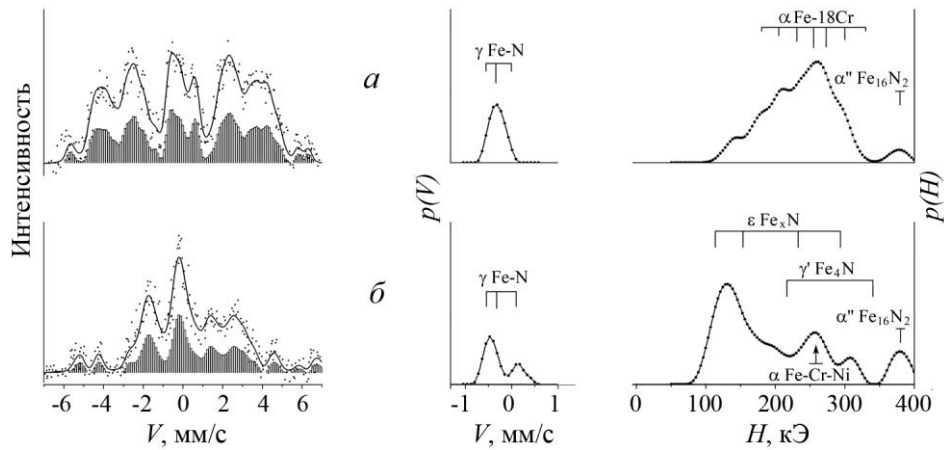 Интенсивность
а
γ Fe-N
p(V)
α Fe-18Cr
α" Fe₁₆N₂
p(H)
б
γ Fe-N
ε FeₓN
γ' Fe₄N
α" Fe₁₆N₂
α Fe-Cr-Ni
-6 -4 -2 0 2 4 6
V, мм/с
-1 0 1
V, мм/с
0 100 200 300 400
H, кЭ